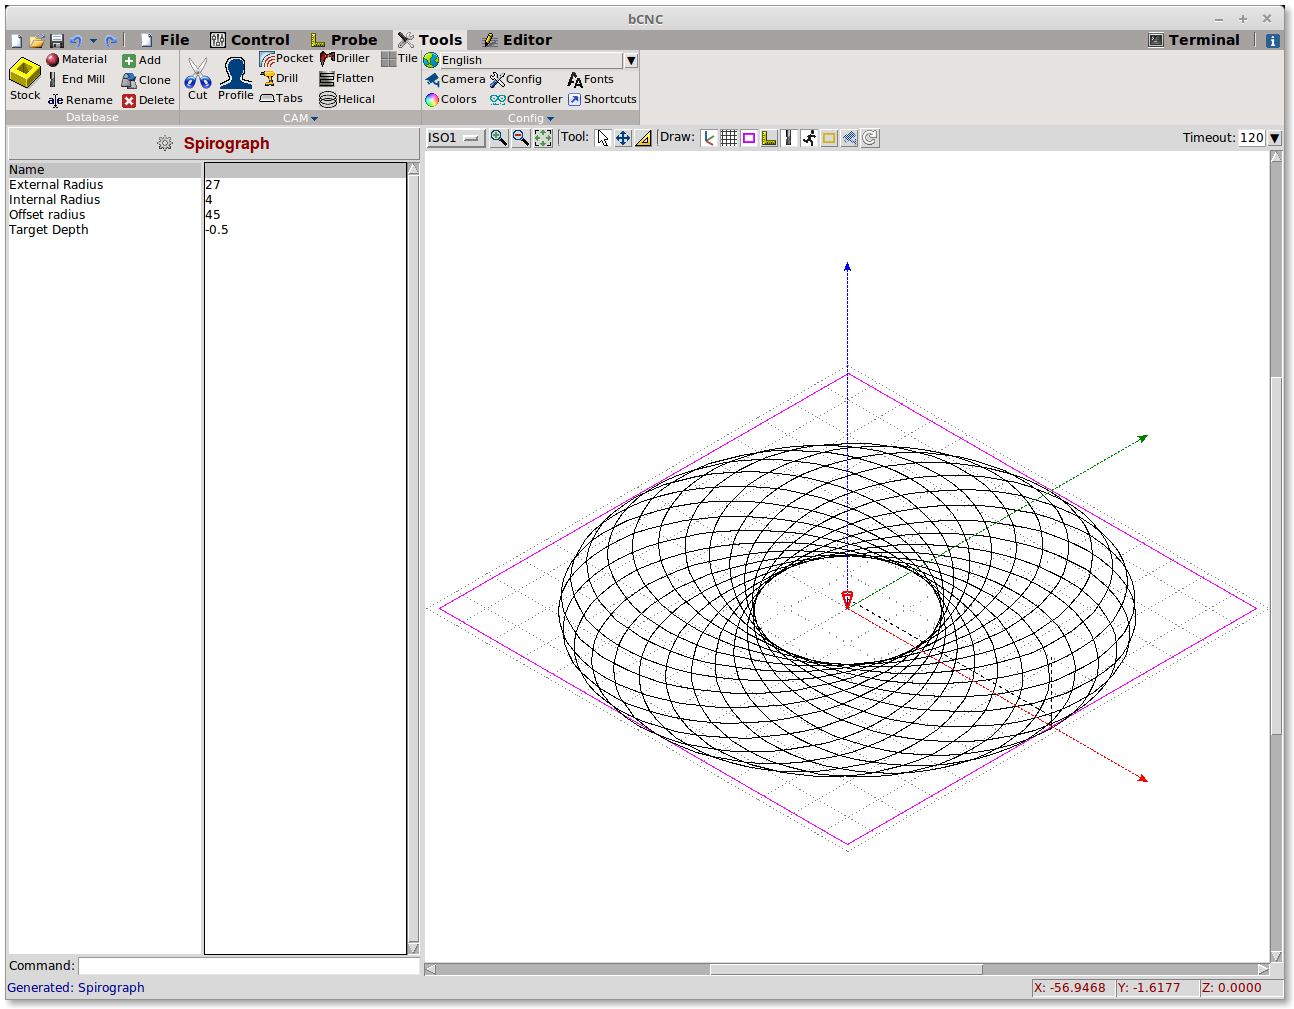 bCNC
File Control Probe Tools Editor Terminal
Material Add Pocket Driller Tile English
End Mill Clone Drill Flatten Camera Config Fonts
Stock Rename Delete Cut Profile Tabs Helical Colors Controller Shortcuts
Database CAM Config
Spirograph
ISO1 Tool: Draw: Timeout: 120
Name
External Radius 27
Internal Radius 4
Offset radius 45
Target Depth -0.5
Command:
Generated: Spirograph X: -56.9468 Y: -1.6177 Z: 0.0000